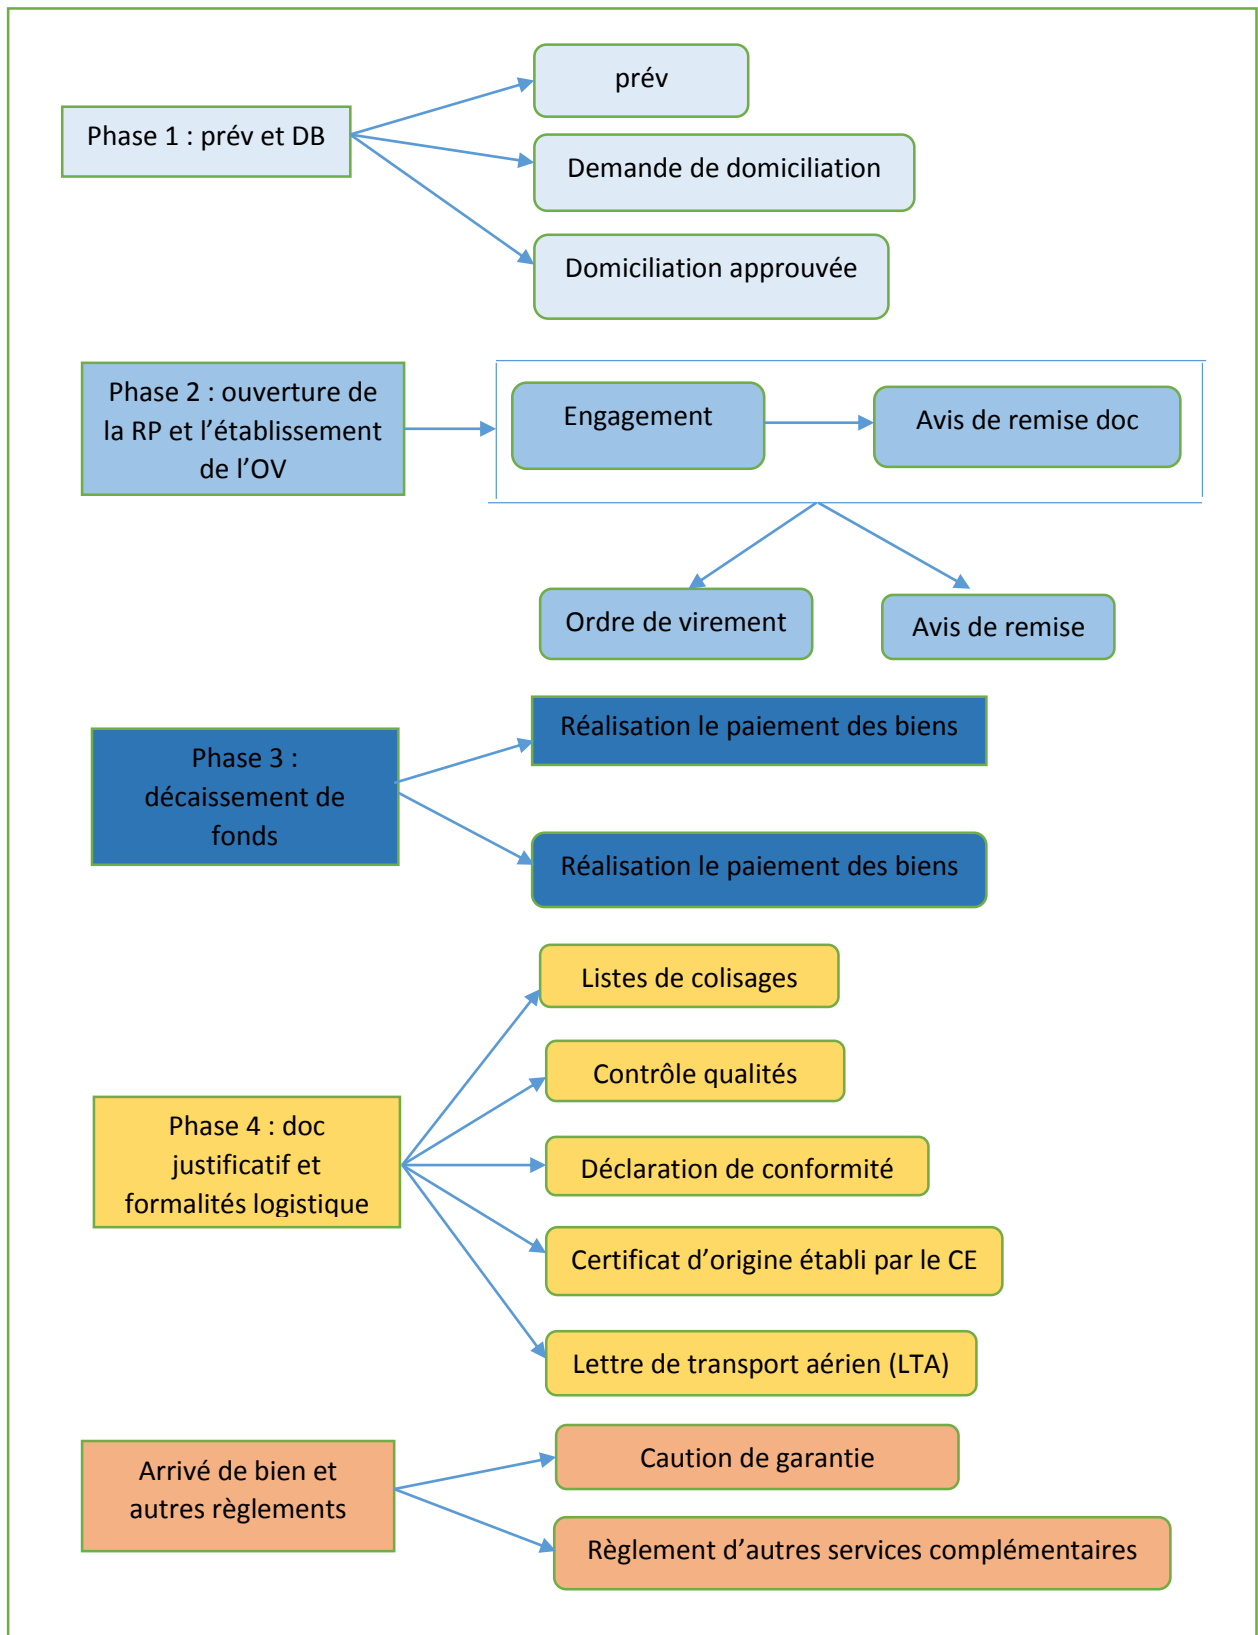 prév
Phase 1 : prév et DB
Demande de domiciliation
Domiciliation approuvée
Phase 2 : ouverture de
la RP et l'établissement
de l'OV
Engagement
Avis de remise doc
Ordre de virement
Avis de remise
Réalisation le paiement des biens
Phase 3 :
décaissement de
fonds
Réalisation le paiement des biens
Listes de colisages
Contrôle qualités
Phase 4 : doc
justificatif et
formalités logistique
Déclaration de conformité
Certificat d'origine établi par le CE
Lettre de transport aérien (LTA)
Arrivé de bien et
autres règlements
Caution de garantie
Règlement d'autres services complémentaires